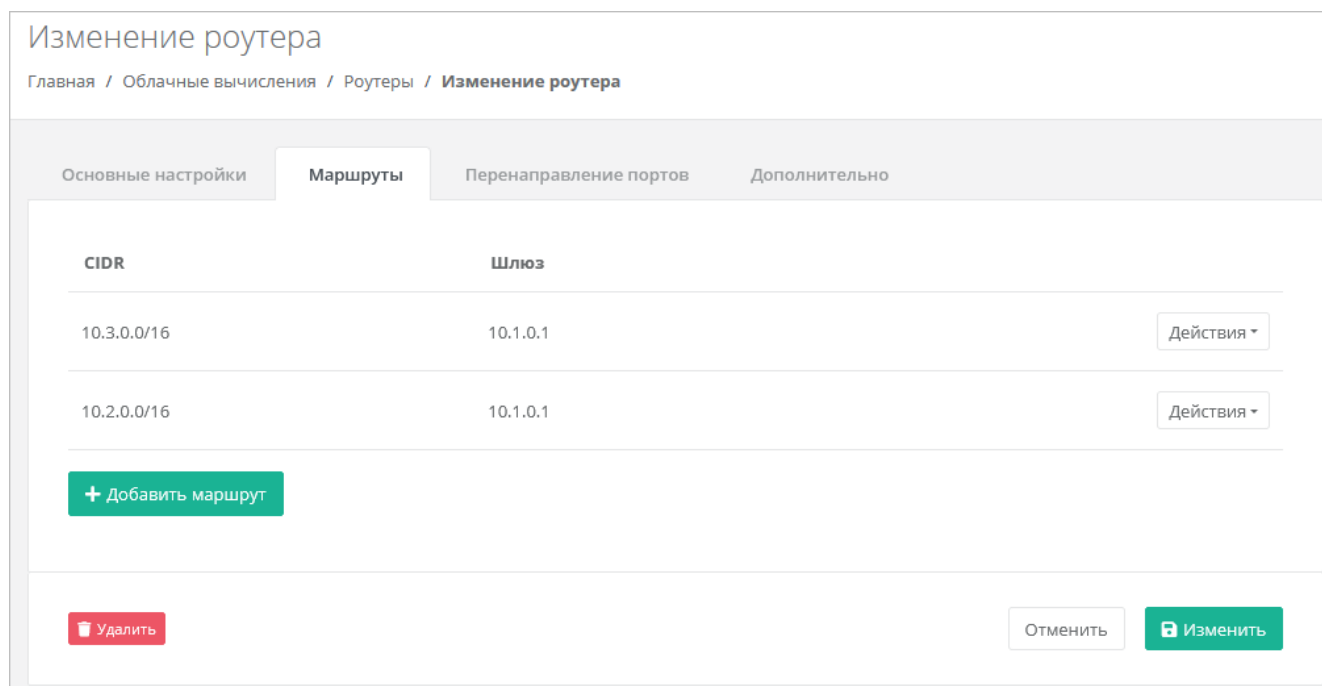 Изменение роутера
Главная / Облачные вычисления / Роутеры / Изменение роутера
Основные настройки Маршруты Перенаправление портов Дополнительно
CIDR Шлюз
10.3.0.0/16 10.1.0.1 Действия
10.2.0.0/16 10.1.0.1 Действия
+ Добавить маршрут
Удалить Отменить Изменить